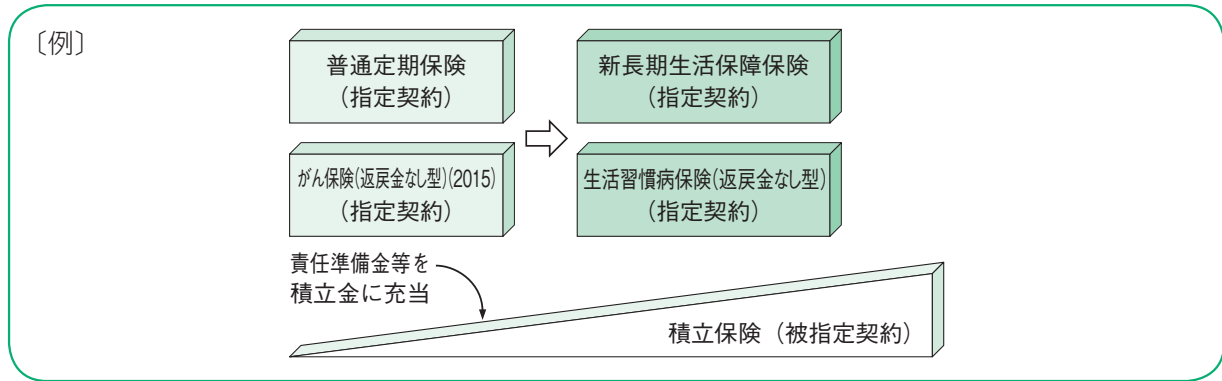 〔例〕
普通定期保険
（指定契約）
新長期生活保障保険
（指定契約）
がん保険(返戻金なし型)(2015)
（指定契約）
生活習慣病保険(返戻金なし型)
（指定契約）
責任準備金等を
積立金に充当
積立保険（被指定契約）